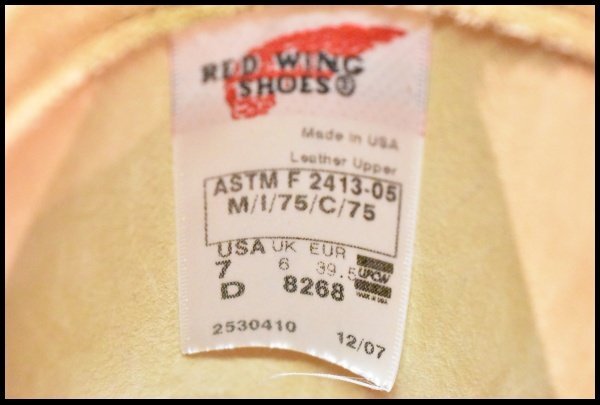 RED WING
SHOES®
Made in USA
Leather Upper
ASTM F 2413-05
M/I/75/C/75
USA UK EUR
7 6 39.5
D 8268
2530410 12/07